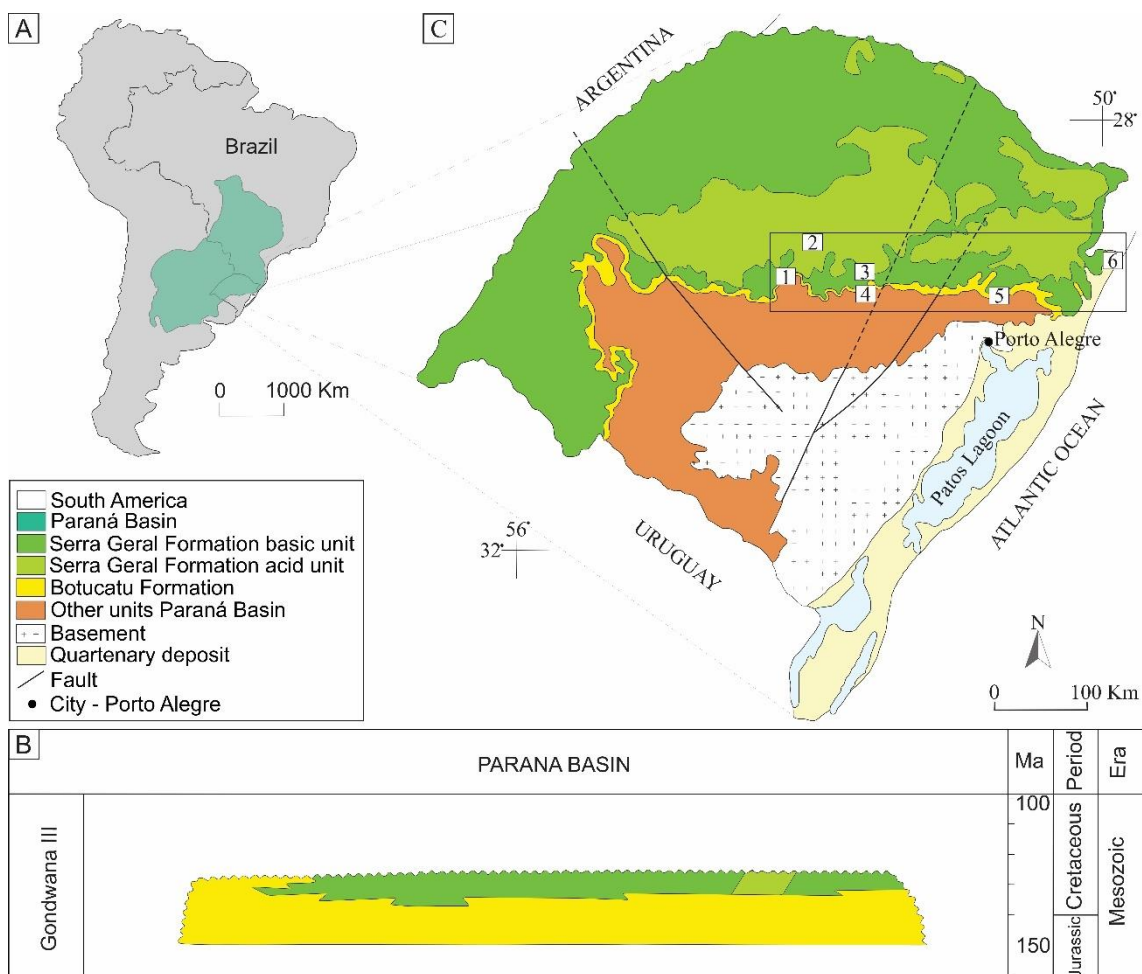 A
Brazil
0 1000 Km
South America
Paraná Basin
Serra Geral Formation basic unit
Serra Geral Formation acid unit
Botucatu Formation
Other units Paraná Basin
Basement
Quartenary deposit
Fault
City - Porto Alegre
C
ARGENTINA
50°
28°
2
6
1
3
4
5
Porto Alegre
Patos Lagoon
ATLANTIC OCEAN
56°
32°
URUGUAY
N
0 100 Km
B
PARANA BASIN
Ma
Period
Era
Gondwana III
100
150
Cretaceous
Jurassic
Mesozoic